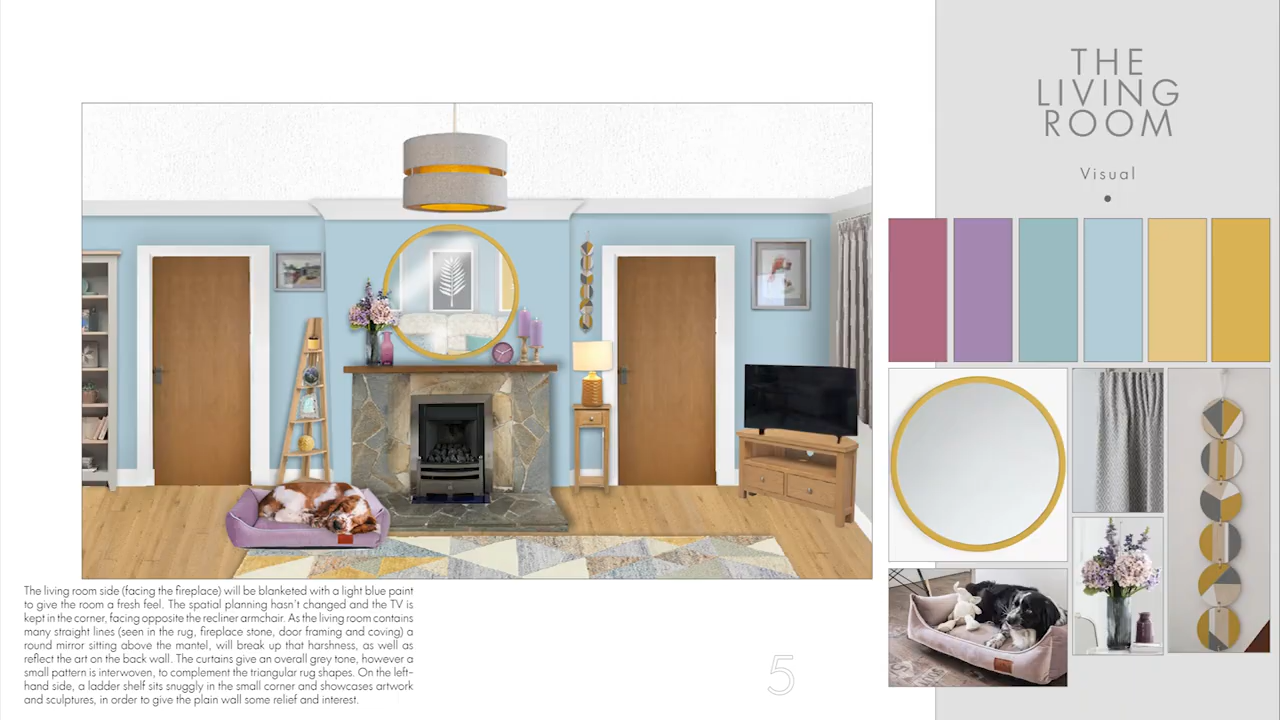 THE
LIVING
ROOM
Visual
The living room side (facing the fireplace) will be blanketed with a light blue paint
to give the room a fresh feel. The spatial planning hasn't changed and the TV is
kept in the corner, facing opposite the recliner armchair. As the living room contains
many straight lines (seen in the rug, fireplace stone, door framing and coving) a
round mirror sitting above the mantel, will break up that harshness, as well as
reflect the art on the back wall. The curtains give an overall grey tone, however a
small pattern is interwoven, to complement the triangular rug shapes. On the left-
hand side, a ladder shelf sits snuggly in the small corner and showcases artwork
and sculptures, in order to give the plain wall some relief and interest.
5